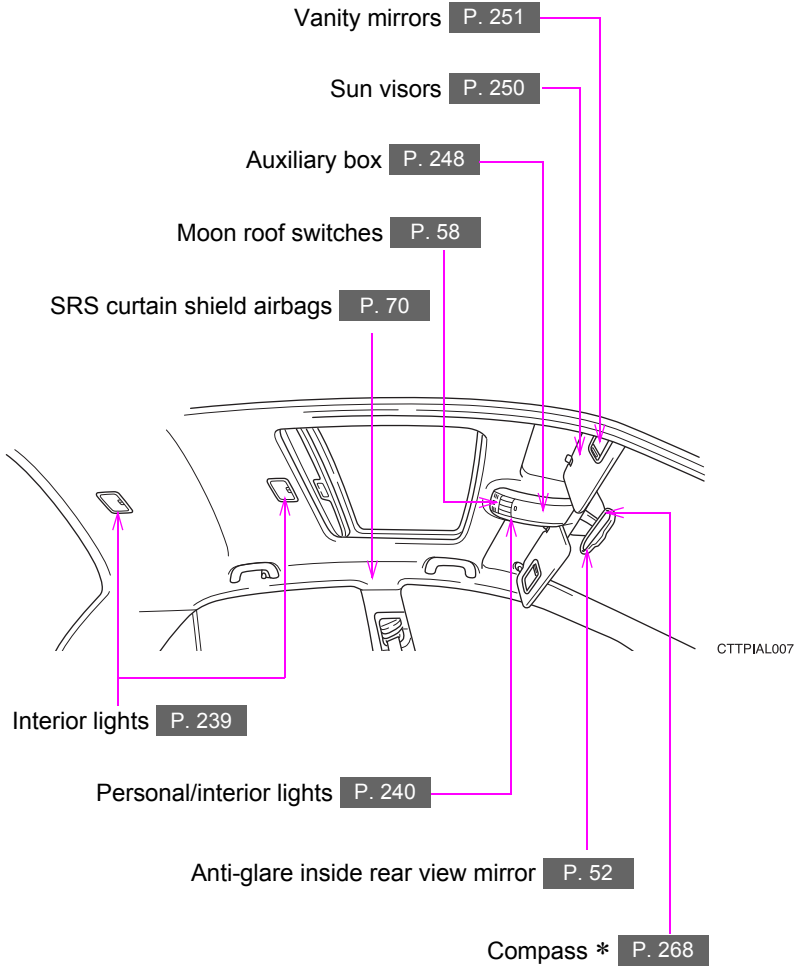 Vanity mirrors P. 251
Sun visors P. 250
Auxiliary box P. 248
Moon roof switches P. 58
SRS curtain shield airbags P. 70
CTTPIAL007
Interior lights P. 239
Personal/interior lights P. 240
Anti-glare inside rear view mirror P. 52
Compass * P. 268